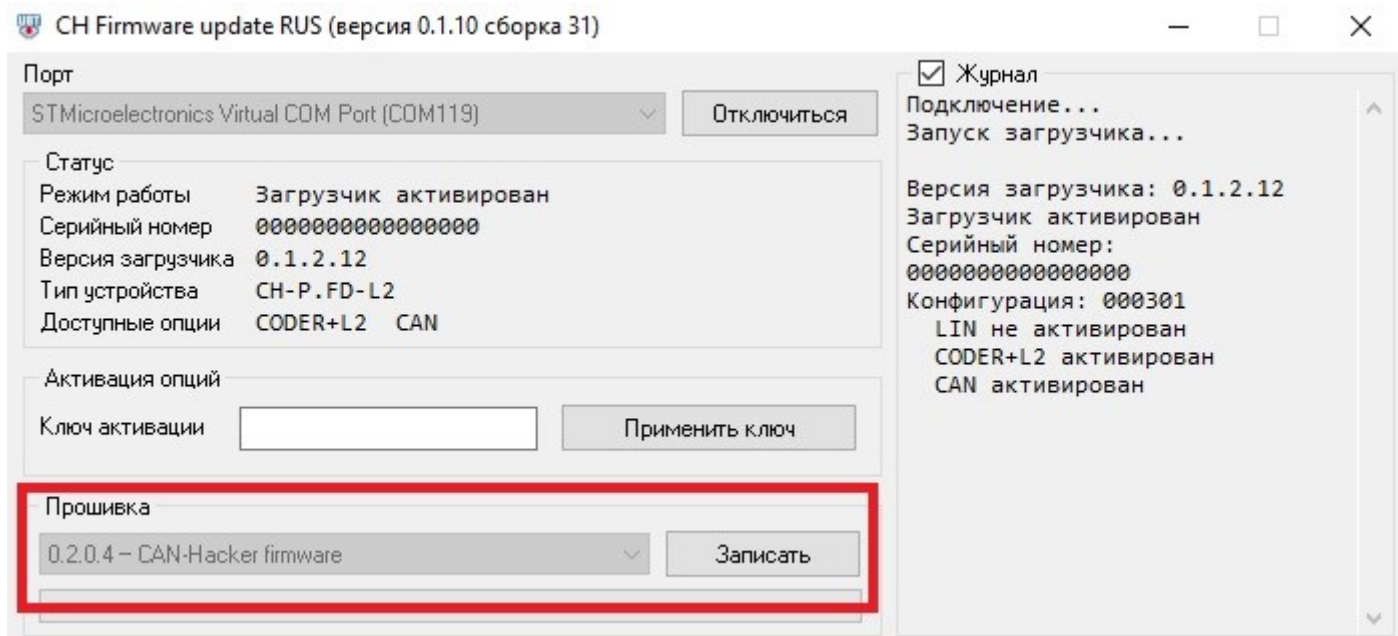 CH Firmware update RUS (версия 0.1.10 сборка 31)
Порт
STMicroelectronics Virtual COM Port (COM119)
Отключиться
Статус
Режим работы Загрузчик активирован
Серийный номер 0000000000000000
Версия загрузчика 0.1.2.12
Тип устройства CH-P.FD-L2
Доступные опции CODER+L2 CAN
Активация опций
Ключ активации
Применить ключ
Прошивка
0.2.0.4 – CAN-Hacker firmware
Записать
Журнал
Подключение...
Запуск загрузчика...
Версия загрузчика: 0.1.2.12
Загрузчик активирован
Серийный номер:
0000000000000000
Конфигурация: 000301
LIN не активирован
CODER+L2 активирован
CAN активирован